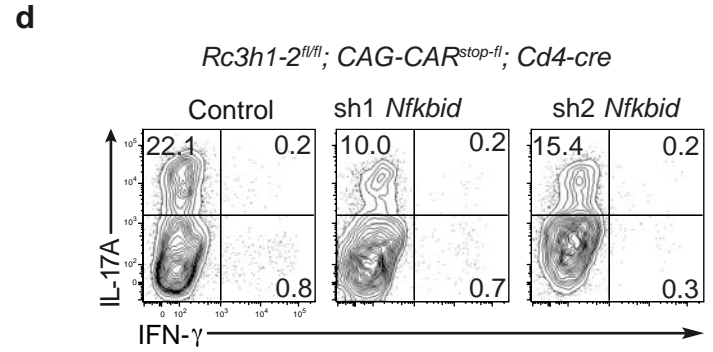 d
Rc3h1-2fl/fl; CAG-CARstop-fl; Cd4-cre
Control
sh1 Nfkbid
sh2 Nfkbid
22.1
0.2
10.0
0.2
15.4
0.2
0.8
0.7
0.3
10⁵
10⁴
10³
10²
0
0 10² 10³ 10⁴ 10⁵
IL-17A
IFN-γ